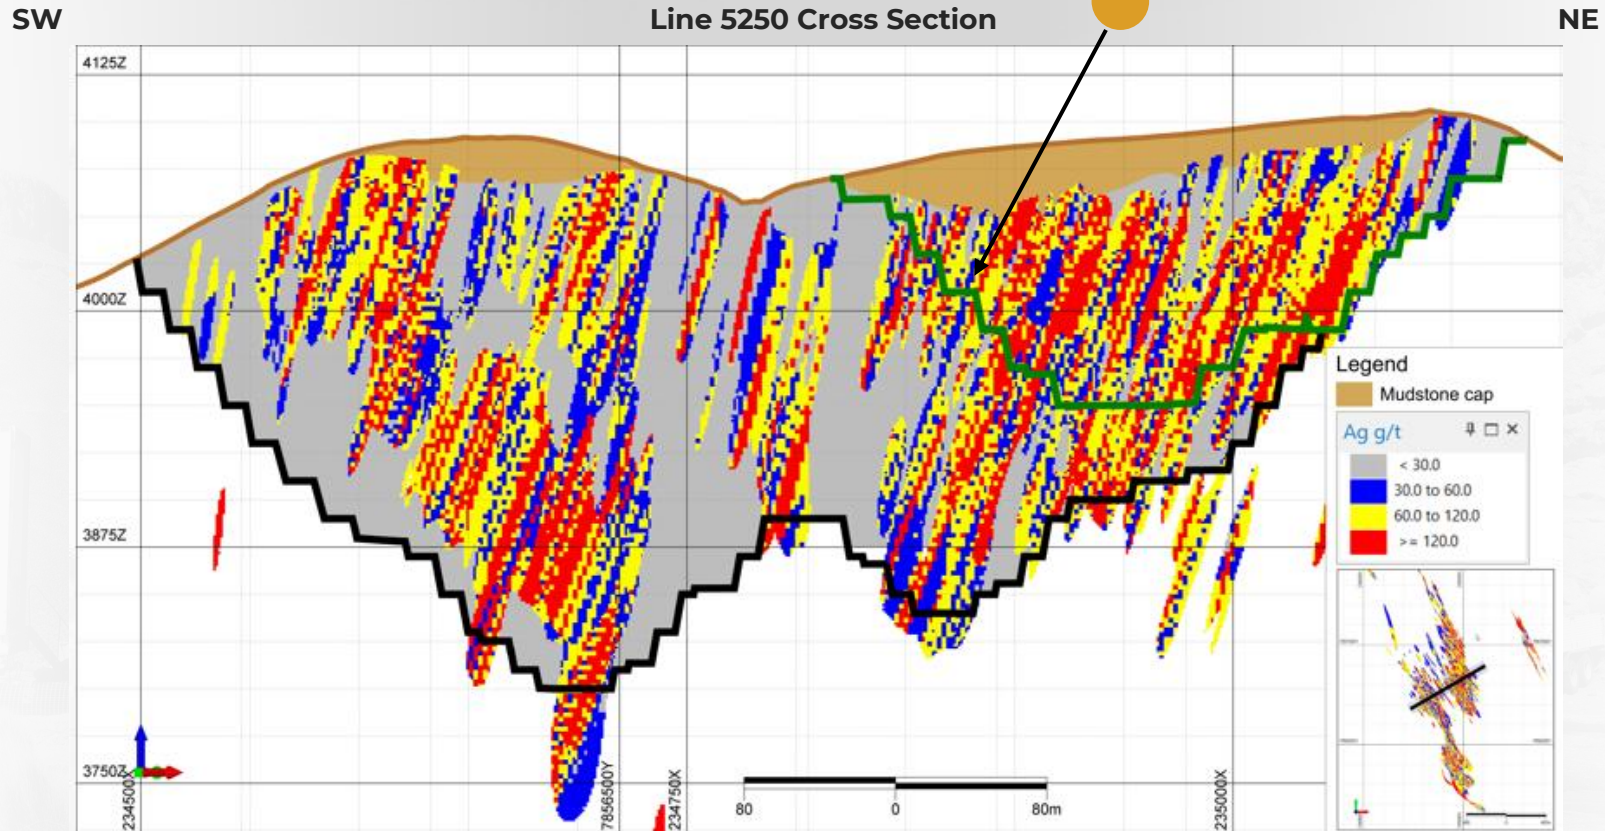 SW
Line 5250 Cross Section
NE
4125Z
4000Z
3875Z
3750Z
234500X
7856500Y
234750X
235000X
80
0
80m
Legend
Mudstone cap
Ag g/t
< 30.0
30.0 to 60.0
60.0 to 120.0
>= 120.0